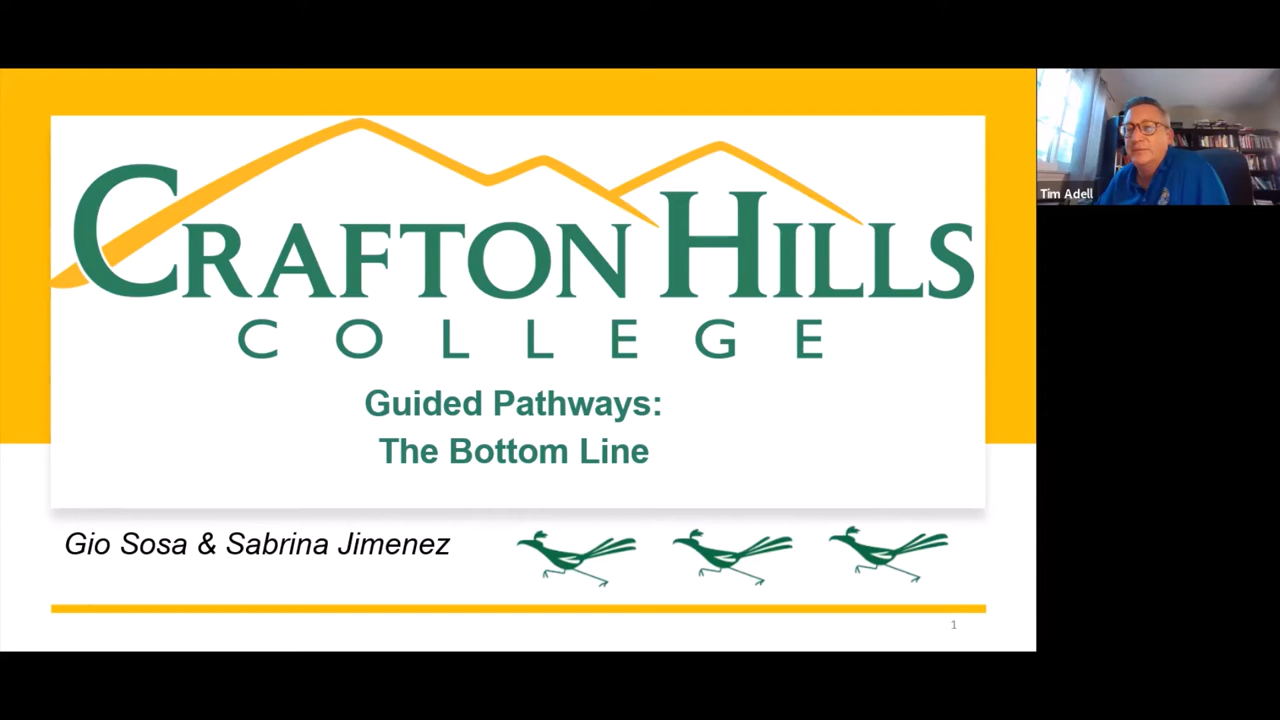 CRAFTON HILLS
COLLEGE
Guided Pathways:
The Bottom Line
Gio Sosa & Sabrina Jimenez
1
Tim Adell